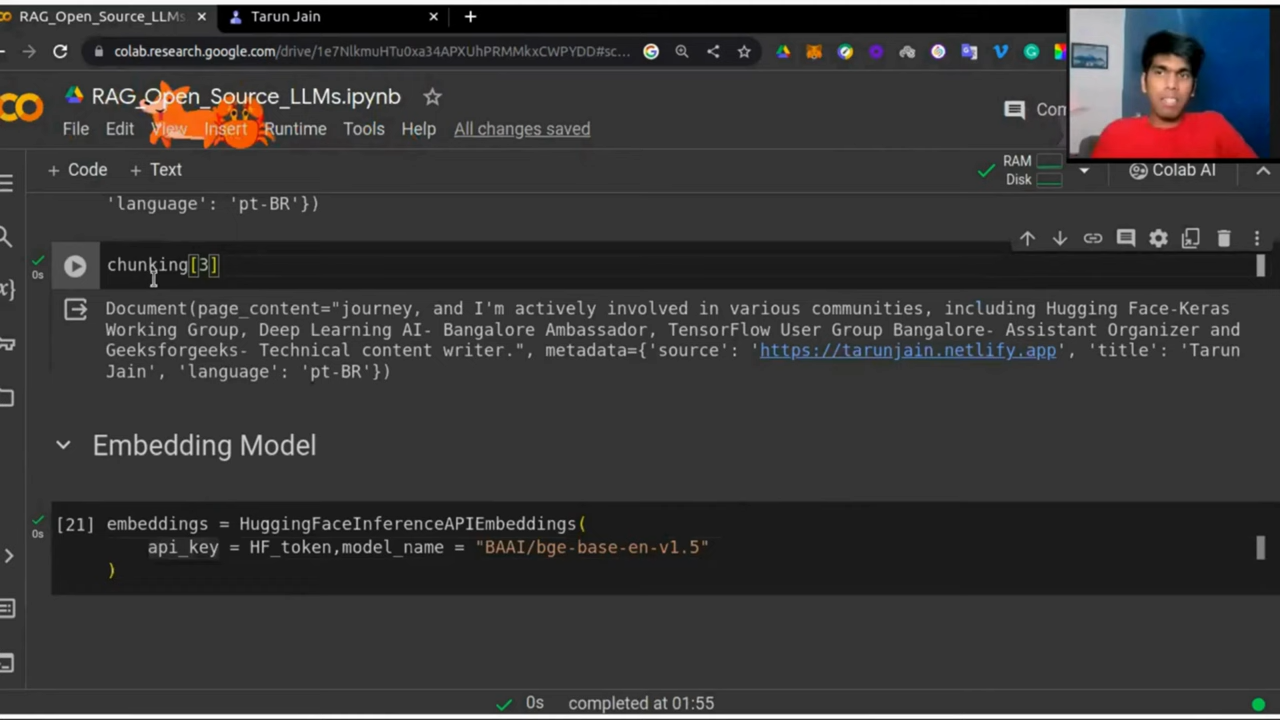 RAG_Open_Source_LLMs
Tarun Jain
colab.research.google.com/drive/1e7NlkmuHTu0xa34APXUhPRMMkxCWPYDD#sc...
RAG_Open_Source_LLMs.ipynb
File Edit View Insert Runtime Tools Help All changes saved
+ Code + Text
RAM
Disk
Colab AI
'language': 'pt-BR'})
0s
chunking[3]
Document(page_content="journey, and I'm actively involved in various communities, including Hugging Face-Keras
Working Group, Deep Learning AI- Bangalore Ambassador, TensorFlow User Group Bangalore- Assistant Organizer and
Geeksforgeeks- Technical content writer.", metadata={'source': 'https://tarunjain.netlify.app', 'title': 'Tarun
Jain', 'language': 'pt-BR'})
Embedding Model
0s
[21] embeddings = HuggingFaceInferenceAPIEmbeddings(
api_key = HF_token,model_name = "BAAI/bge-base-en-v1.5"
)
0s completed at 01:55